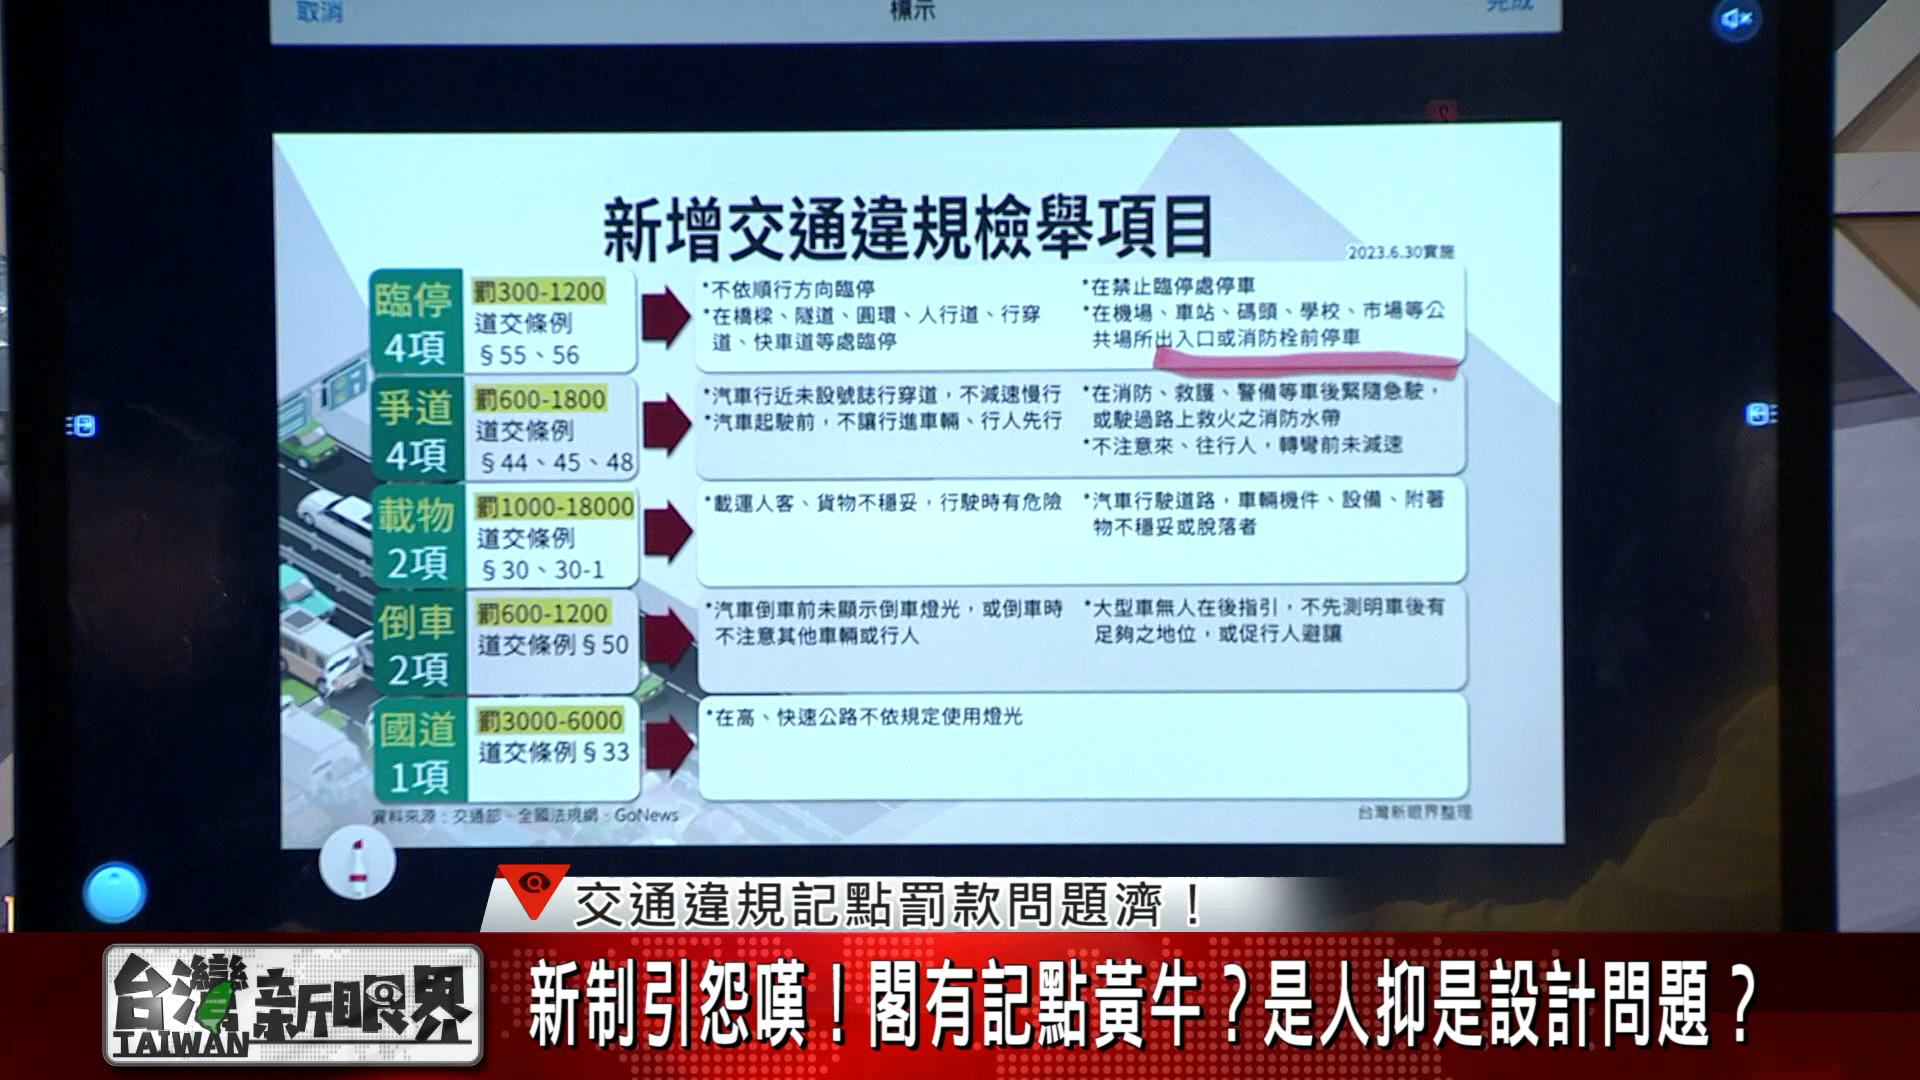 取消
標示
完成
新增交通違規檢舉項目
2023.6.30實施
臨停
4項
罰300-1200
道交條例
§55、56
*不依順行方向臨停
*在橋樑、隧道、圓環、人行道、行穿
道、快車道等處臨停
*在禁止臨停處停車
*在機場、車站、碼頭、學校、市場等公
共場所出入口或消防栓前停車
爭道
4項
罰600-1800
道交條例
§44、45、48
*汽車行近未設號誌行穿道，不減速慢行
*汽車起駛前，不讓行進車輛、行人先行
*在消防、救護、警備等車後緊隨急駛，
或駛過路上救火之消防水帶
*不注意來、往行人，轉彎前未減速
載物
2項
罰1000-18000
道交條例
§30、30-1
*載運人客、貨物不穩妥，行駛時有危險
*汽車行駛道路，車輛機件、設備、附著
物不穩妥或脫落者
倒車
2項
罰600-1200
道交條例§50
*汽車倒車前未顯示倒車燈光，或倒車時
不注意其他車輛或行人
*大型車無人在後指引，不先測明車後有
足夠之地位，或促行人避讓
國道
1項
罰3000-6000
道交條例§33
*在高、快速公路不依規定使用燈光
資料來源：交通部、全國法規網、GoNews
台灣新眼界整理
交通違規記點罰款問題濟！
台灣新眼界
TAIWAN
新制引怨嘆！閣有記點黃牛？是人抑是設計問題？